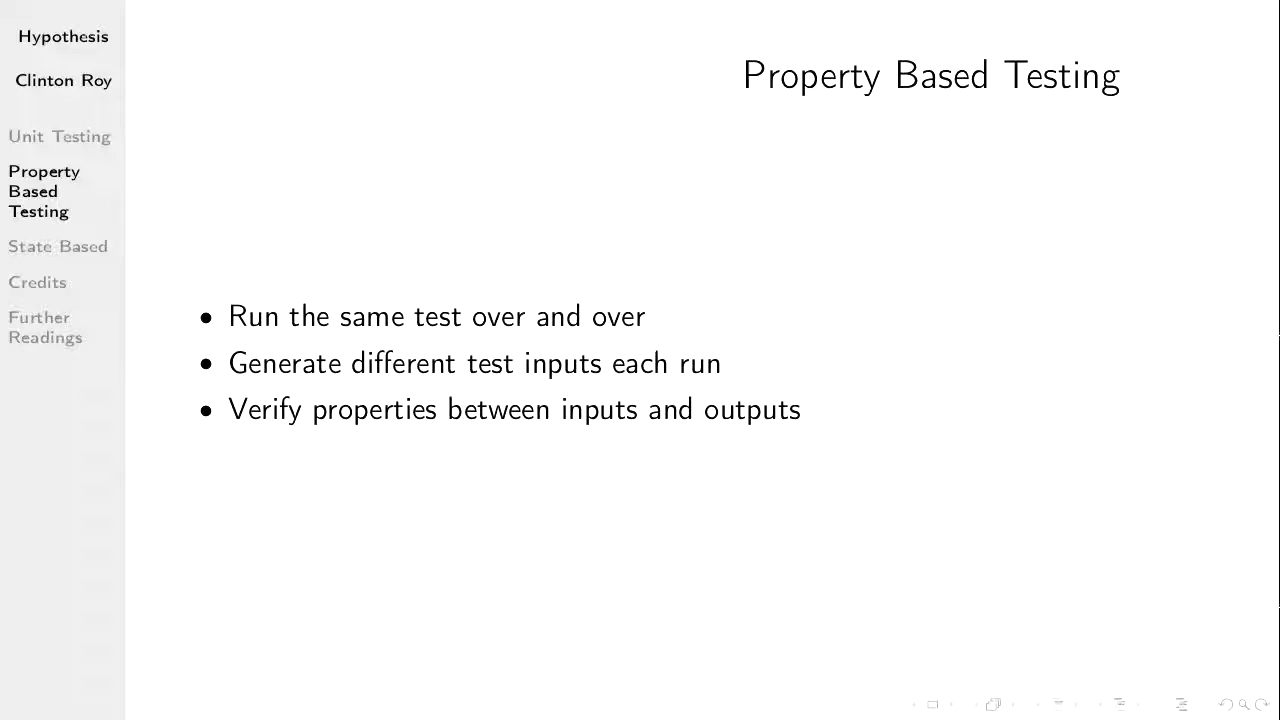 Hypothesis
Clinton Roy
Unit Testing
Property
Based
Testing
State Based
Credits
Further
Readings
Property Based Testing
• Run the same test over and over
• Generate different test inputs each run
• Verify properties between inputs and outputs